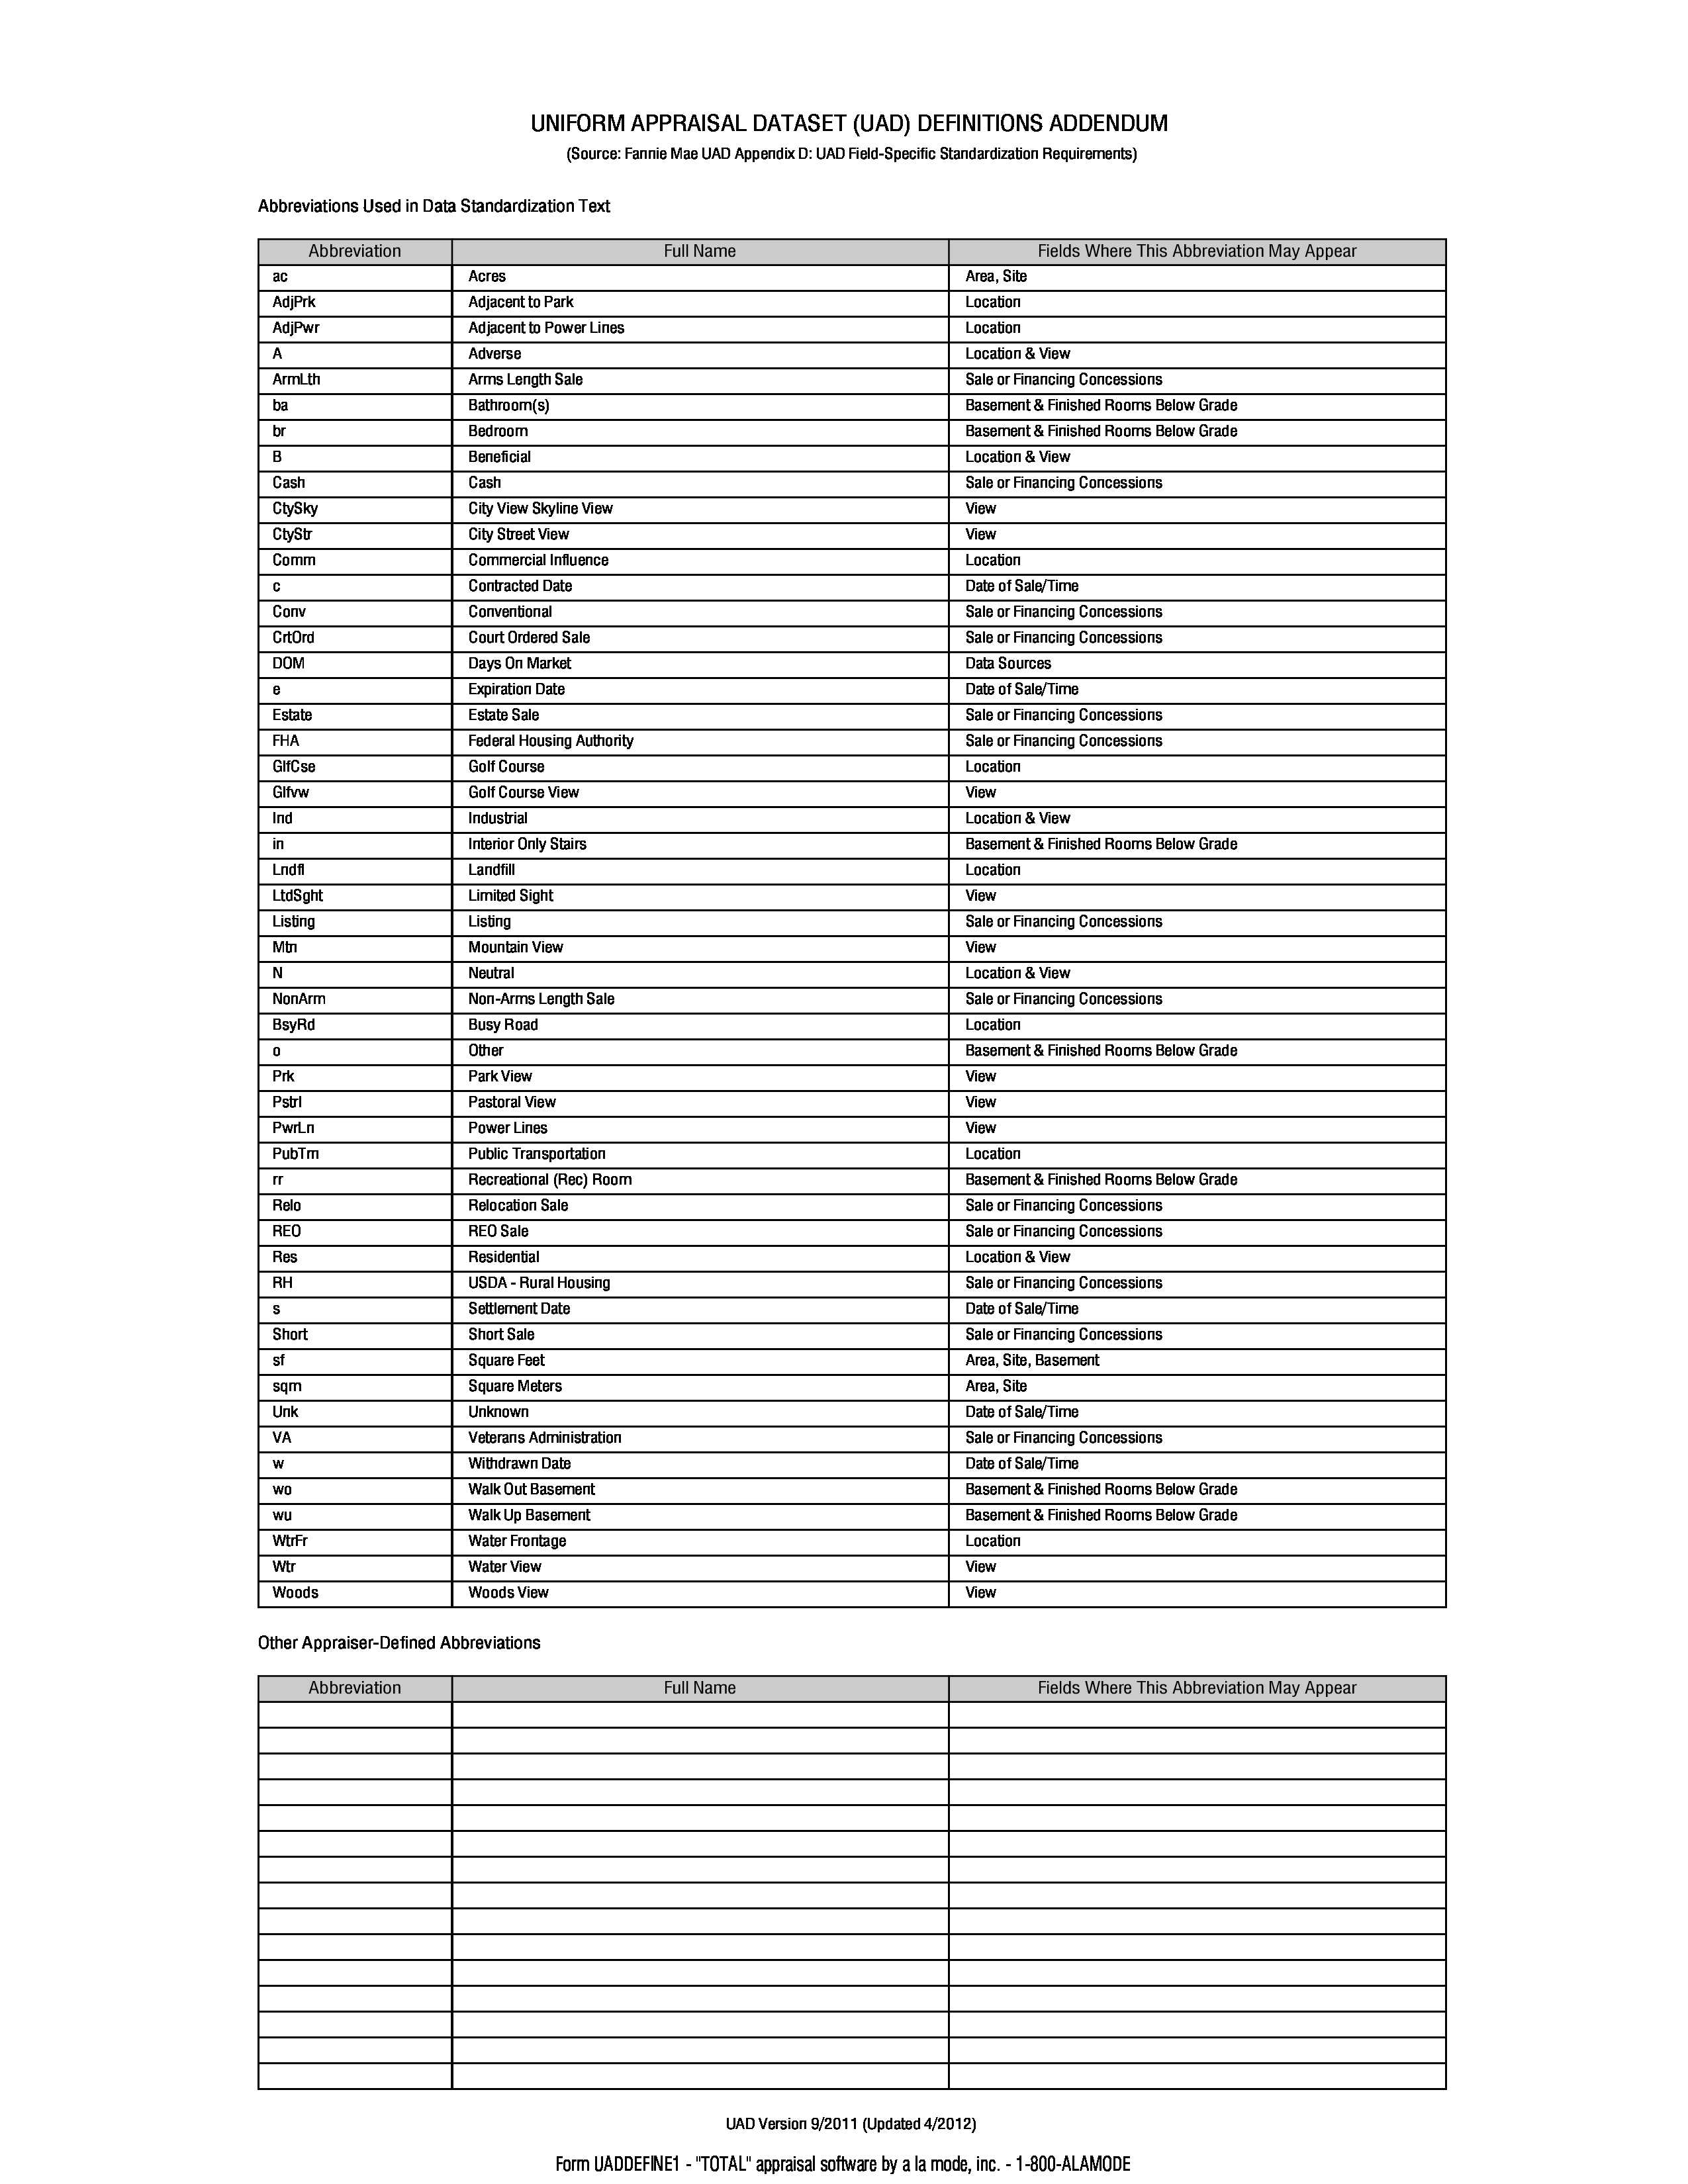 UNIFORM APPRAISAL DATASET (UAD) DEFINITIONS ADDENDUM
(Source: Fannie Mae UAD Appendix D: UAD Field-Specific Standardization Requirements)
Abbreviations Used in Data Standardization Text
Abbreviation Full Name Fields Where This Abbreviation May Appear
ac Acres Area, Site
AdjPrk Adjacent to Park Location
AdjPwr Adjacent to Power Lines Location
A Adverse Location & View
ArmLth Arms Length Sale Sale or Financing Concessions
ba Bathroom(s) Basement & Finished Rooms Below Grade
br Bedroom Basement & Finished Rooms Below Grade
B Beneficial Location & View
Cash Cash Sale or Financing Concessions
CtySky City View Skyline View View
CtyStr City Street View View
Comm Commercial Influence Location
c Contracted Date Date of Sale/Time
Conv Conventional Sale or Financing Concessions
CrtOrd Court Ordered Sale Sale or Financing Concessions
DOM Days On Market Data Sources
e Expiration Date Date of Sale/Time
Estate Estate Sale Sale or Financing Concessions
FHA Federal Housing Authority Sale or Financing Concessions
GlfCse Golf Course Location
Glfvw Golf Course View View
Ind Industrial Location & View
in Interior Only Stairs Basement & Finished Rooms Below Grade
Lndfl Landfill Location
LtdSght Limited Sight View
Listing Listing Sale or Financing Concessions
Mtn Mountain View View
N Neutral Location & View
NonArm Non-Arms Length Sale Sale or Financing Concessions
BsyRd Busy Road Location
o Other Basement & Finished Rooms Below Grade
Prk Park View View
Pstrl Pastoral View View
PwrLn Power Lines View
PubTrn Public Transportation Location
rr Recreational (Rec) Room Basement & Finished Rooms Below Grade
Relo Relocation Sale Sale or Financing Concessions
REO REO Sale Sale or Financing Concessions
Res Residential Location & View
RH USDA - Rural Housing Sale or Financing Concessions
s Settlement Date Date of Sale/Time
Short Short Sale Sale or Financing Concessions
sf Square Feet Area, Site, Basement
sqm Square Meters Area, Site
Unk Unknown Date of Sale/Time
VA Veterans Administration Sale or Financing Concessions
w Withdrawn Date Date of Sale/Time
wo Walk Out Basement Basement & Finished Rooms Below Grade
wu Walk Up Basement Basement & Finished Rooms Below Grade
WtrFr Water Frontage Location
Wtr Water View View
Woods Woods View View
Other Appraiser-Defined Abbreviations
Abbreviation Full Name Fields Where This Abbreviation May Appear
UAD Version 9/2011 (Updated 4/2012)
Form UADDEFINE1 - "TOTAL" appraisal software by a la mode, inc. - 1-800-ALAMODE